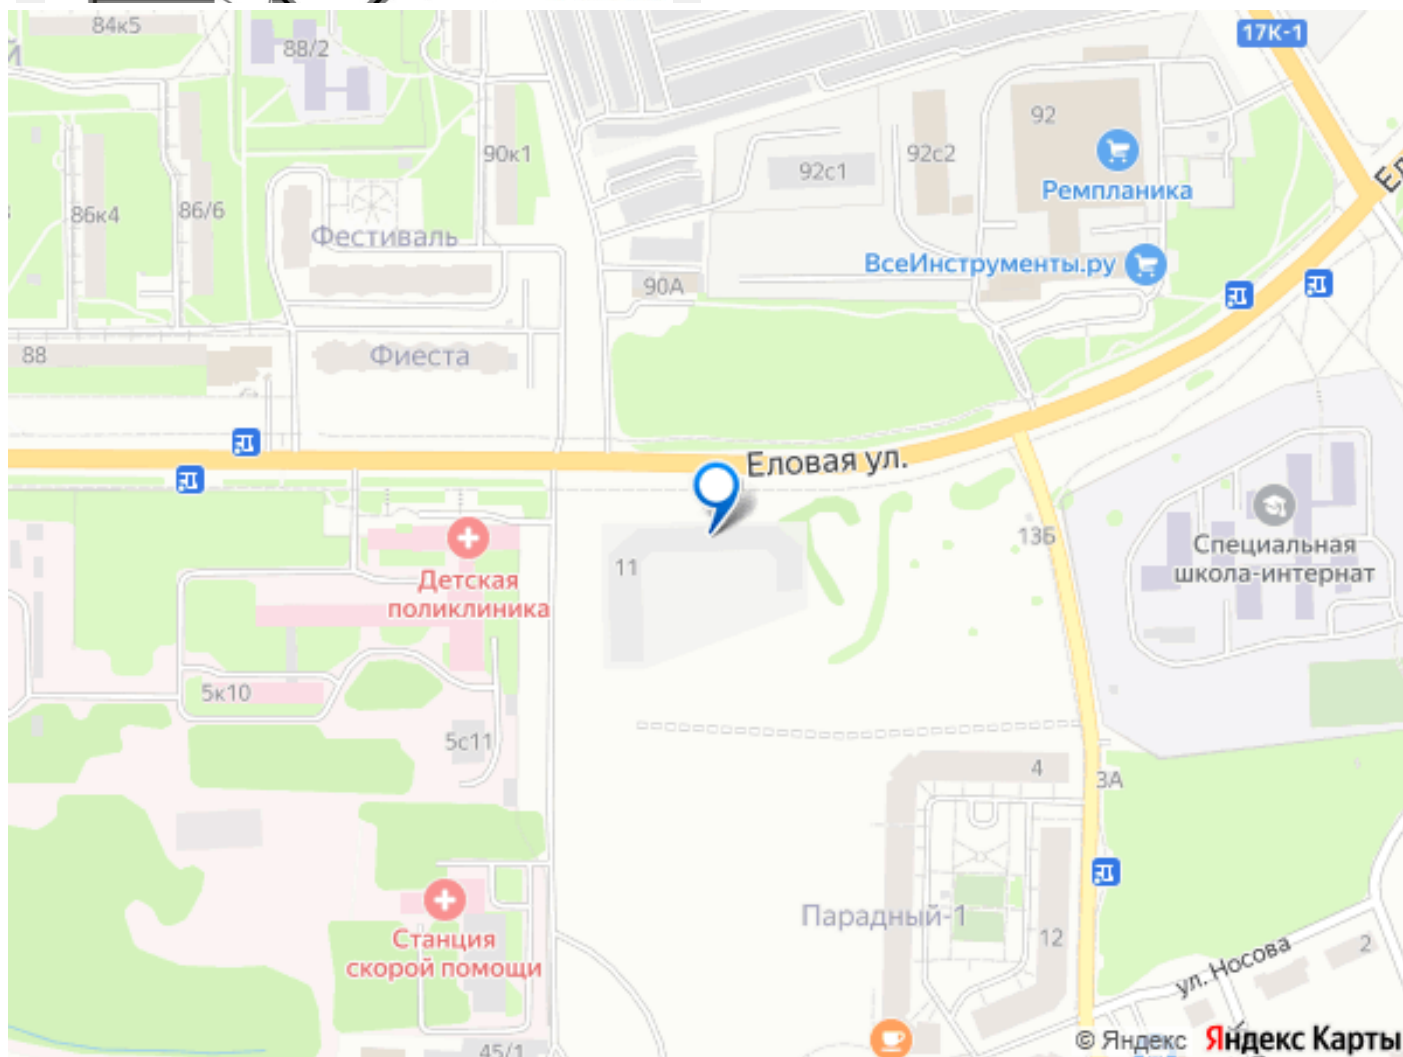 84к5
й
88/2
17К-1
92
90к1
92с2
92с1
Ремпланика
86к4
86/6
Фестиваль
ВсеИнструменты.ру
90А
88
Фиеста
Еловая ул.
13Б
11
Специальная
школа-интернат
Детская
поликлиника
5к10
5с11
4
3А
Парадный-1
12
Станция
скорой помощи
ул. Носова
2
45/1
© Яндекс Яндекс Карты